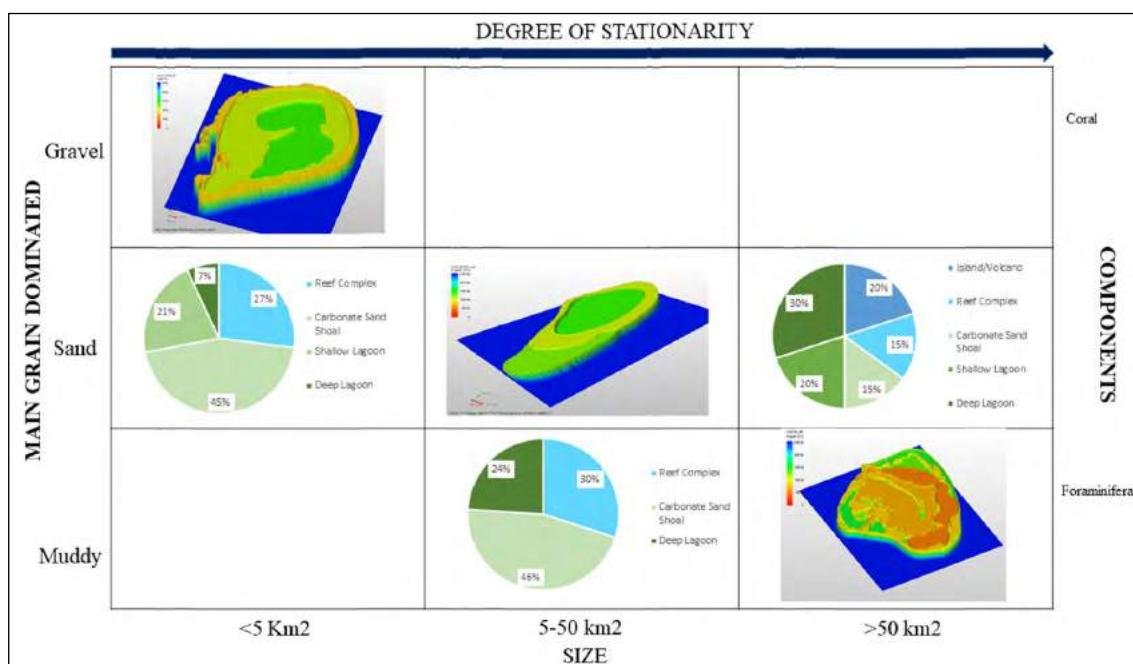 DEGREE OF STATIONARITY
Gravel
Coral
MAIN GRAIN DOMINATED
COMPONENTS
Sand
7%
27%
21%
45%
Reef Complex
Carbonate Sand
Shoal
Shallow Lagoon
Deep Lagoon
30%
20%
15%
20%
15%
Island/Volcano
Reef Complex
Carbonate Sand
Shoal
Shallow Lagoon
Deep Lagoon
Muddy
24%
30%
46%
Reef Complex
Carbonate Sand
Shoal
Deep Lagoon
Foraminifera
<5 Km2
5-50 km2
>50 km2
SIZE